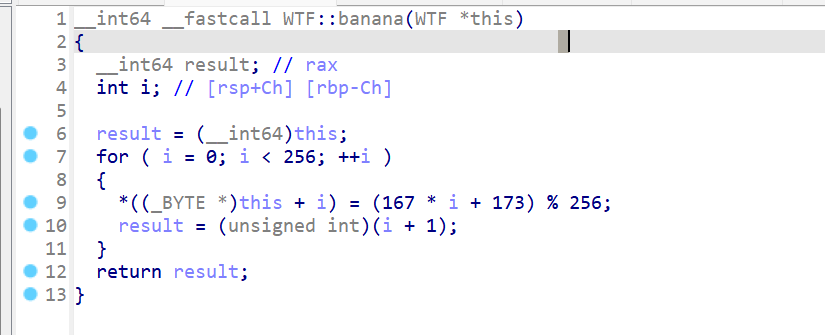 1 __int64 __fastcall WTF::banana(WTF *this)
2 {
3   __int64 result; // rax
4   int i; // [rsp+Ch] [rbp-Ch]
5
6   result = (__int64)this;
7   for ( i = 0; i < 256; ++i )
8   {
9     *((_BYTE *)this + i) = (167 * i + 173) % 256;
10     result = (unsigned int)(i + 1);
11   }
12   return result;
13 }